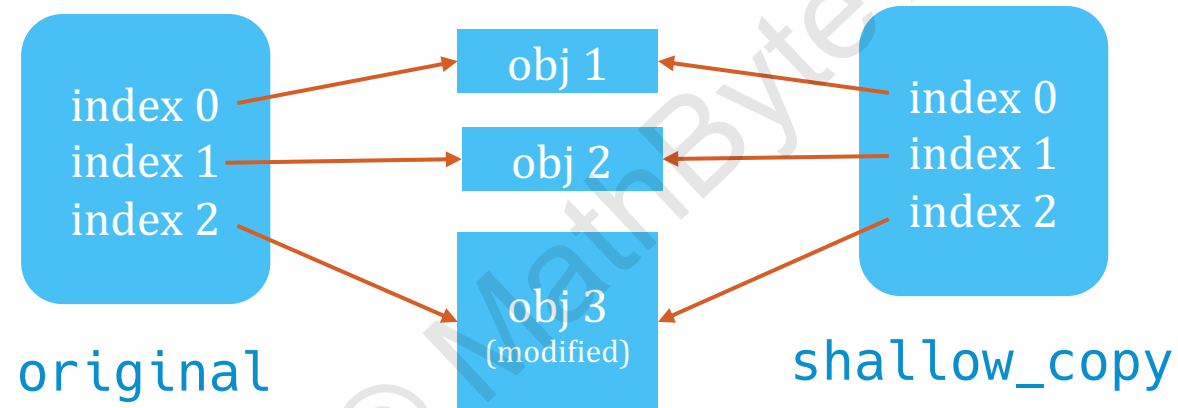 index 0
index 1
index 2
original
obj 1
obj 2
obj 3
(modified)
index 0
index 1
index 2
shallow_copy
© MathByte